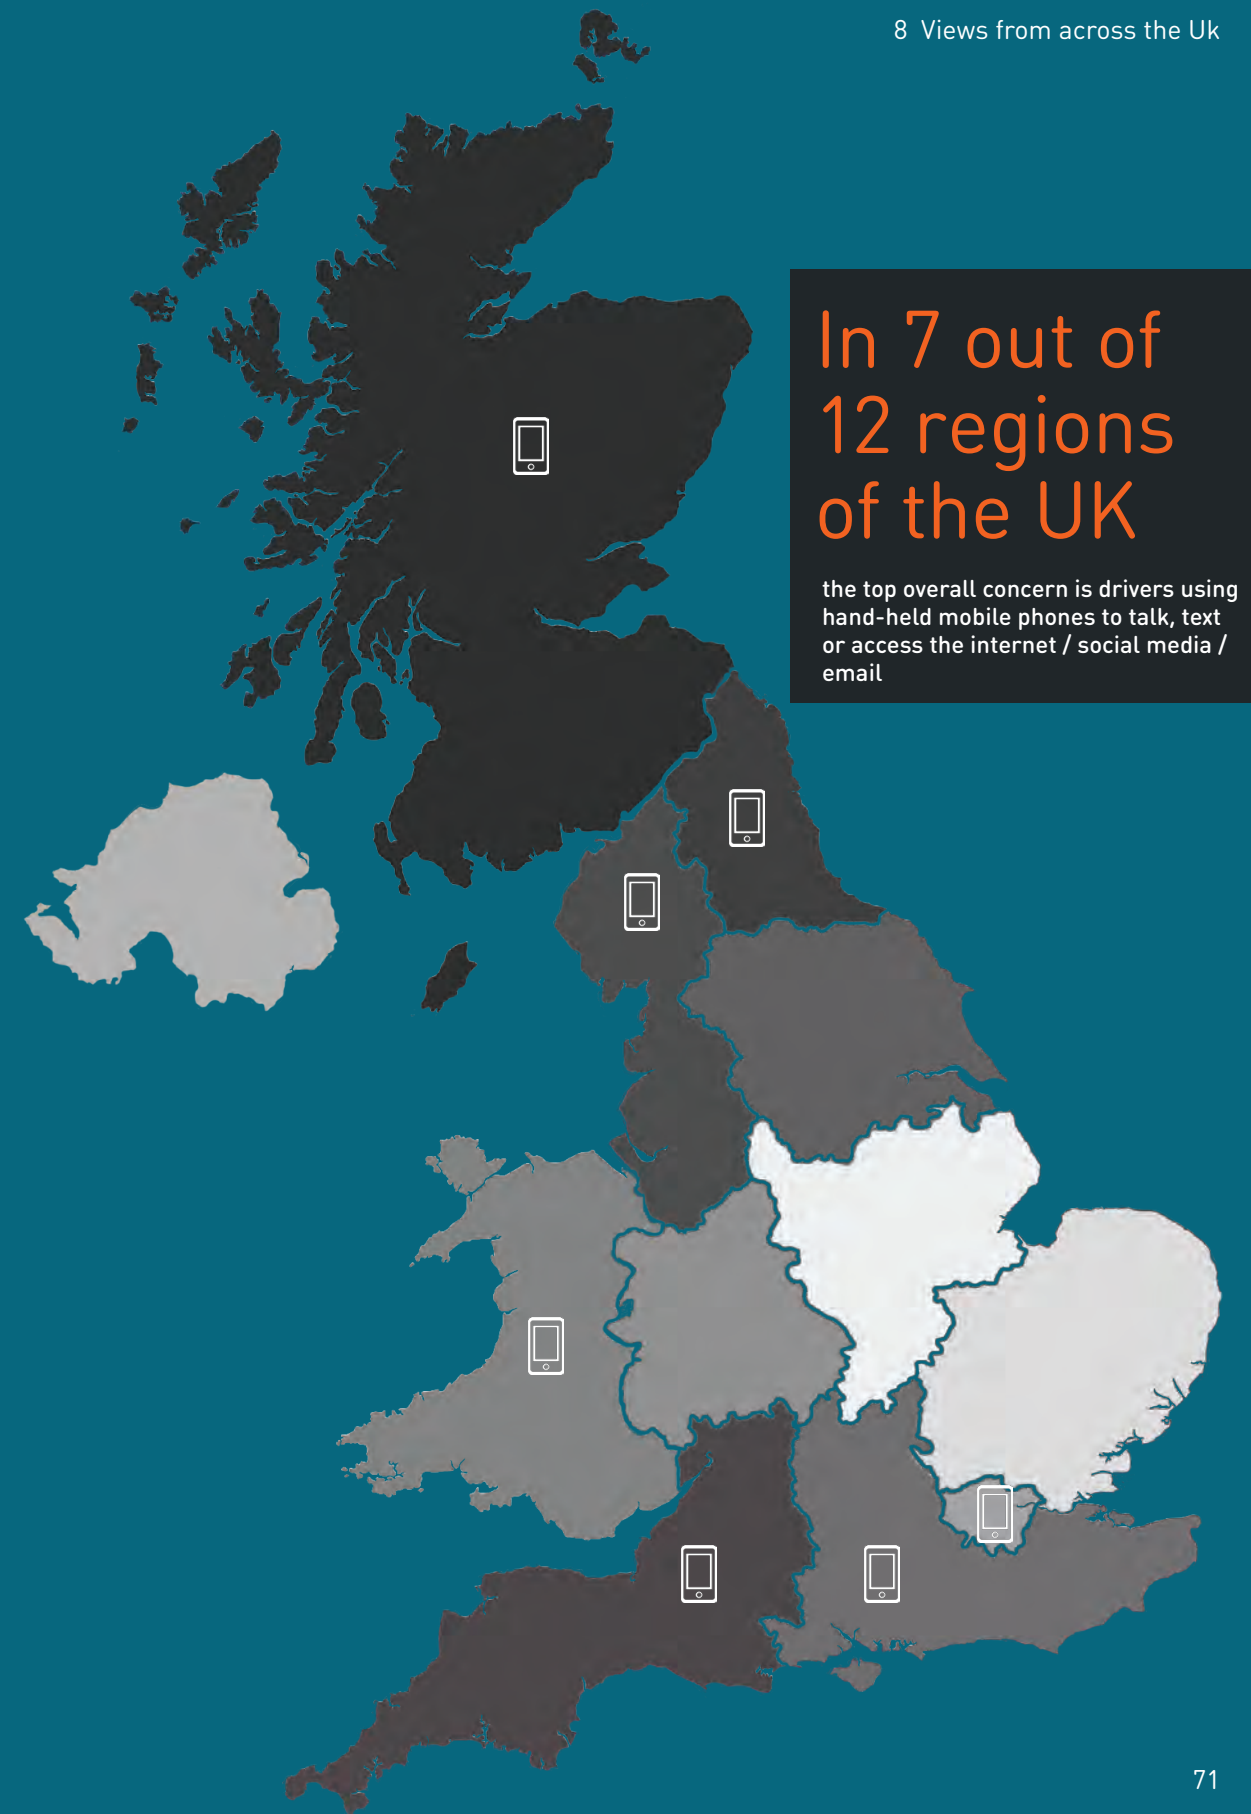 8 Views from across the Uk
In 7 out of
12 regions
of the UK
the top overall concern is drivers using
hand-held mobile phones to talk, text
or access the internet / social media /
email
71